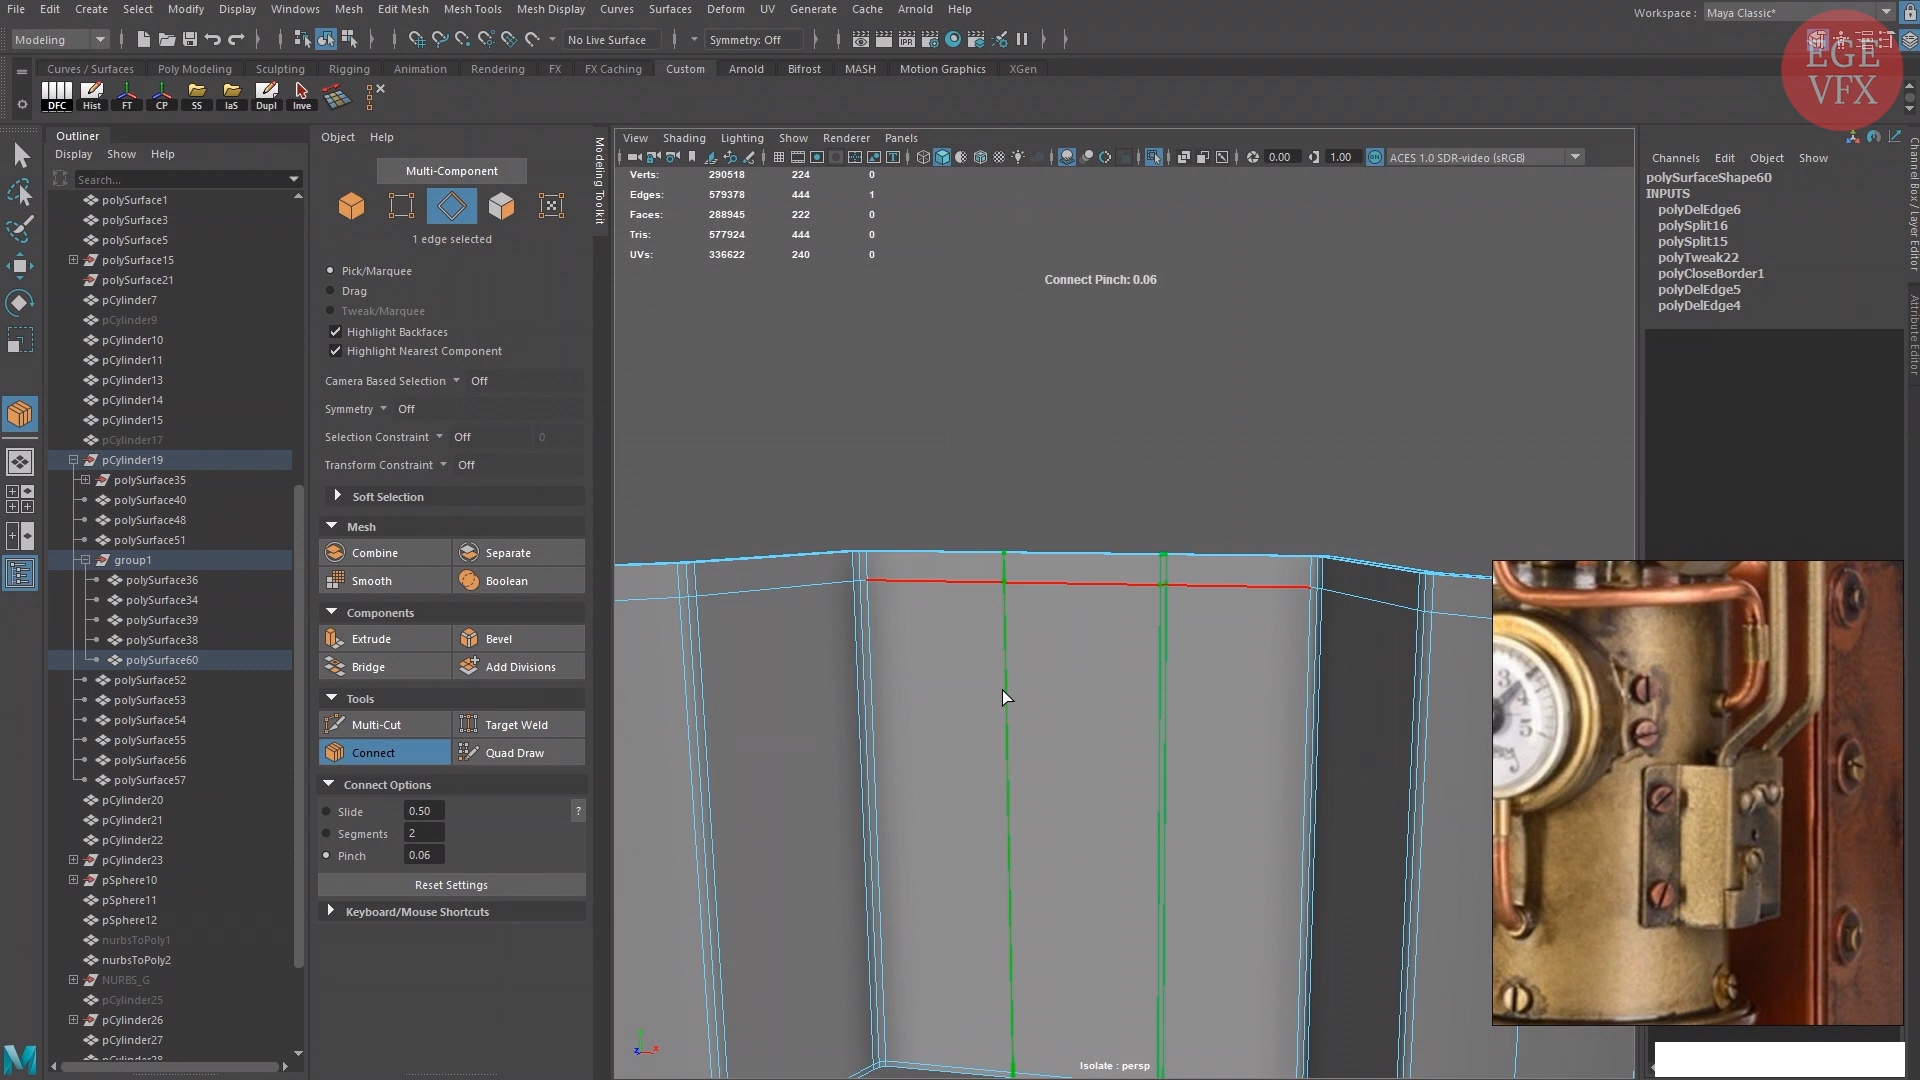 File Edit Create Select Modify Display Windows Mesh Edit Mesh Mesh Tools Mesh Display Curves Surfaces Deform UV Generate Cache Arnold Help
Workspace : Maya Classic*
Modeling No Live Surface Symmetry: Off
EGE
VFX
Curves / Surfaces Poly Modeling Sculpting Rigging Animation Rendering FX FX Caching Custom Arnold Bifrost MASH Motion Graphics XGen
DFC Hist FT CP SS IaS Dupl Inve
Outliner
Display Show Help
Search...
polySurface1
polySurface3
polySurface5
polySurface15
polySurface21
pCylinder7
pCylinder9
pCylinder10
pCylinder11
pCylinder13
pCylinder14
pCylinder15
pCylinder17
pCylinder19
polySurface35
polySurface40
polySurface48
polySurface51
group1
polySurface36
polySurface34
polySurface39
polySurface38
polySurface60
polySurface52
polySurface53
polySurface54
polySurface55
polySurface56
polySurface57
pCylinder20
pCylinder21
pCylinder22
pCylinder23
pSphere10
pSphere11
pSphere12
nurbsToPoly1
nurbsToPoly2
NURBS_G
pCylinder25
pCylinder26
pCylinder27
pCylinder28
Object Help
Modeling Toolkit
Multi-Component
1 edge selected
Pick/Marquee
Drag
Tweak/Marquee
Highlight Backfaces
Highlight Nearest Component
Camera Based Selection Off
Symmetry Off
Selection Constraint Off 0
Transform Constraint Off
Soft Selection
Mesh
Combine Separate
Smooth Boolean
Components
Extrude Bevel
Bridge Add Divisions
Tools
Multi-Cut Target Weld
Connect Quad Draw
Connect Options
Slide 0.50 ?
Segments 2
Pinch 0.06
Reset Settings
Keyboard/Mouse Shortcuts
View Shading Lighting Show Renderer Panels
0.00 1.00 ON ACES 1.0 SDR-video (sRGB)
Verts: 290518 224 0
Edges: 579378 444 1
Faces: 288945 222 0
Tris: 577924 444 0
UVs: 336622 240 0
Connect Pinch: 0.06
z x
Isolate : persp
Channels Edit Object Show
polySurfaceShape60
INPUTS
polyDelEdge6
polySplit16
polySplit15
polyTweak22
polyCloseBorder1
polyDelEdge5
polyDelEdge4
Channel Box / Layer Editor
Attribute Editor
3
4
5